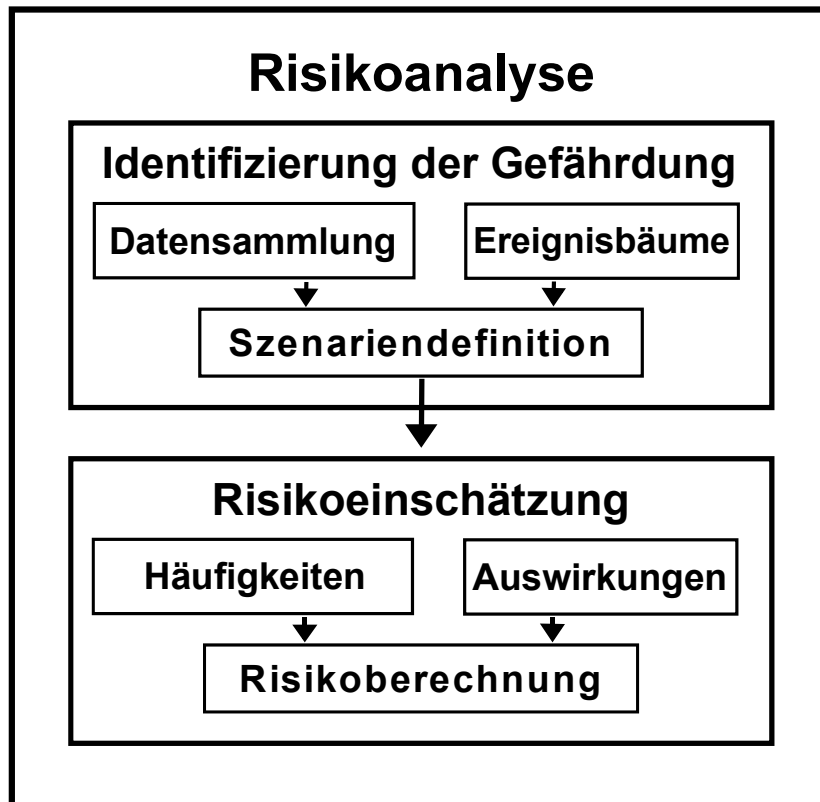 Risikoanalyse
Identifizierung der Gefährdung
Datensammlung
Ereignisbäume
Szenariendefinition
Risikoeinschätzung
Häufigkeiten
Auswirkungen
Risikoberechnung